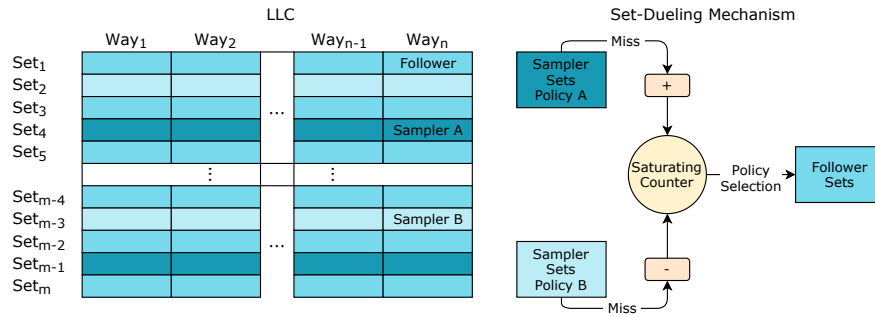 LLC
Way1 Way2 Wayn-1 Wayn
Set1 Follower
Set2
Set3
...
Set4 Sampler A
Set5
⋮ ⋮
Setm-4
Setm-3 Sampler B
Setm-2
...
Setm-1
Setm
Set-Dueling Mechanism
Miss
Sampler
Sets
Policy A
+
Saturating
Counter
Policy
Selection
Follower
Sets
Sampler
Sets
Policy B
-
Miss